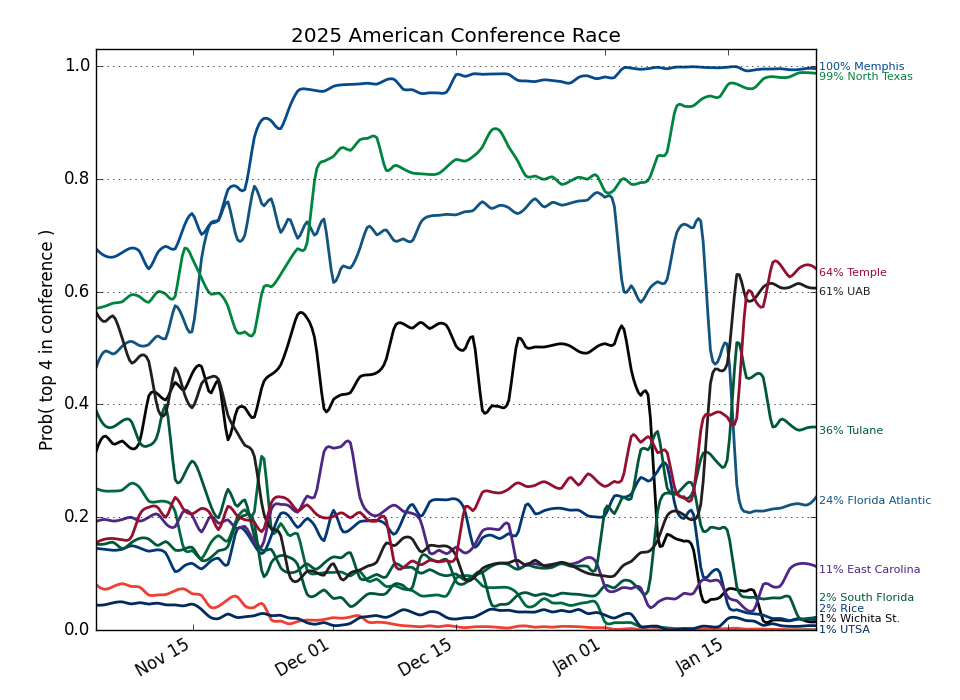 2025 American Conference Race
Prob( top 4 in conference )
1.0
0.8
0.6
0.4
0.2
0.0
Nov 15
Dec 01
Dec 15
Jan 01
Jan 15
100% Memphis
99% North Texas
64% Temple
61% UAB
36% Tulane
24% Florida Atlantic
11% East Carolina
2% South Florida
2% Rice
1% Wichita St.
1% UTSA